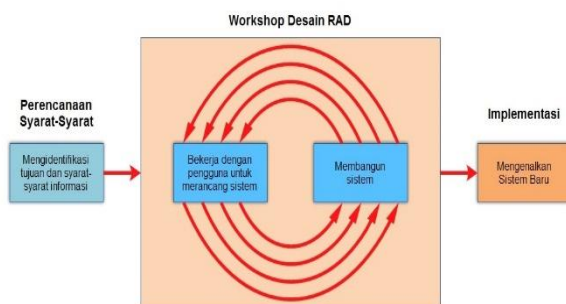 Workshop Desain RAD
Perencanaan
Syarat-Syarat
Mengidentifikasi
tujuan dan syarat-
syarat informasi
Bekerja dengan
pengguna untuk
merancang sistem
Membangun
sistem
Implementasi
Mengenalkan
Sistem Baru